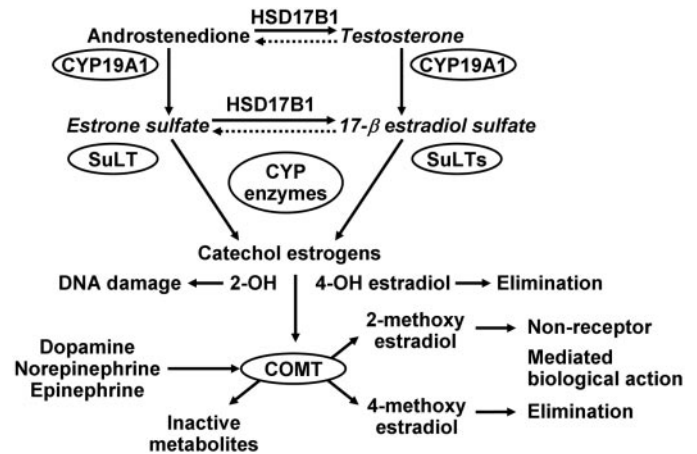 HSD17B1
Androstenedione
Testosterone
CYP19A1
CYP19A1
HSD17B1
Estrone sulfate
17-β estradiol sulfate
SuLT
CYP
enzymes
SuLTs
Catechol estrogens
DNA damage
2-OH
4-OH estradiol
Elimination
2-methoxy
estradiol
Non-receptor
Mediated
biological action
Dopamine
Norepinephrine
Epinephrine
COMT
Inactive
metabolites
4-methoxy
estradiol
Elimination